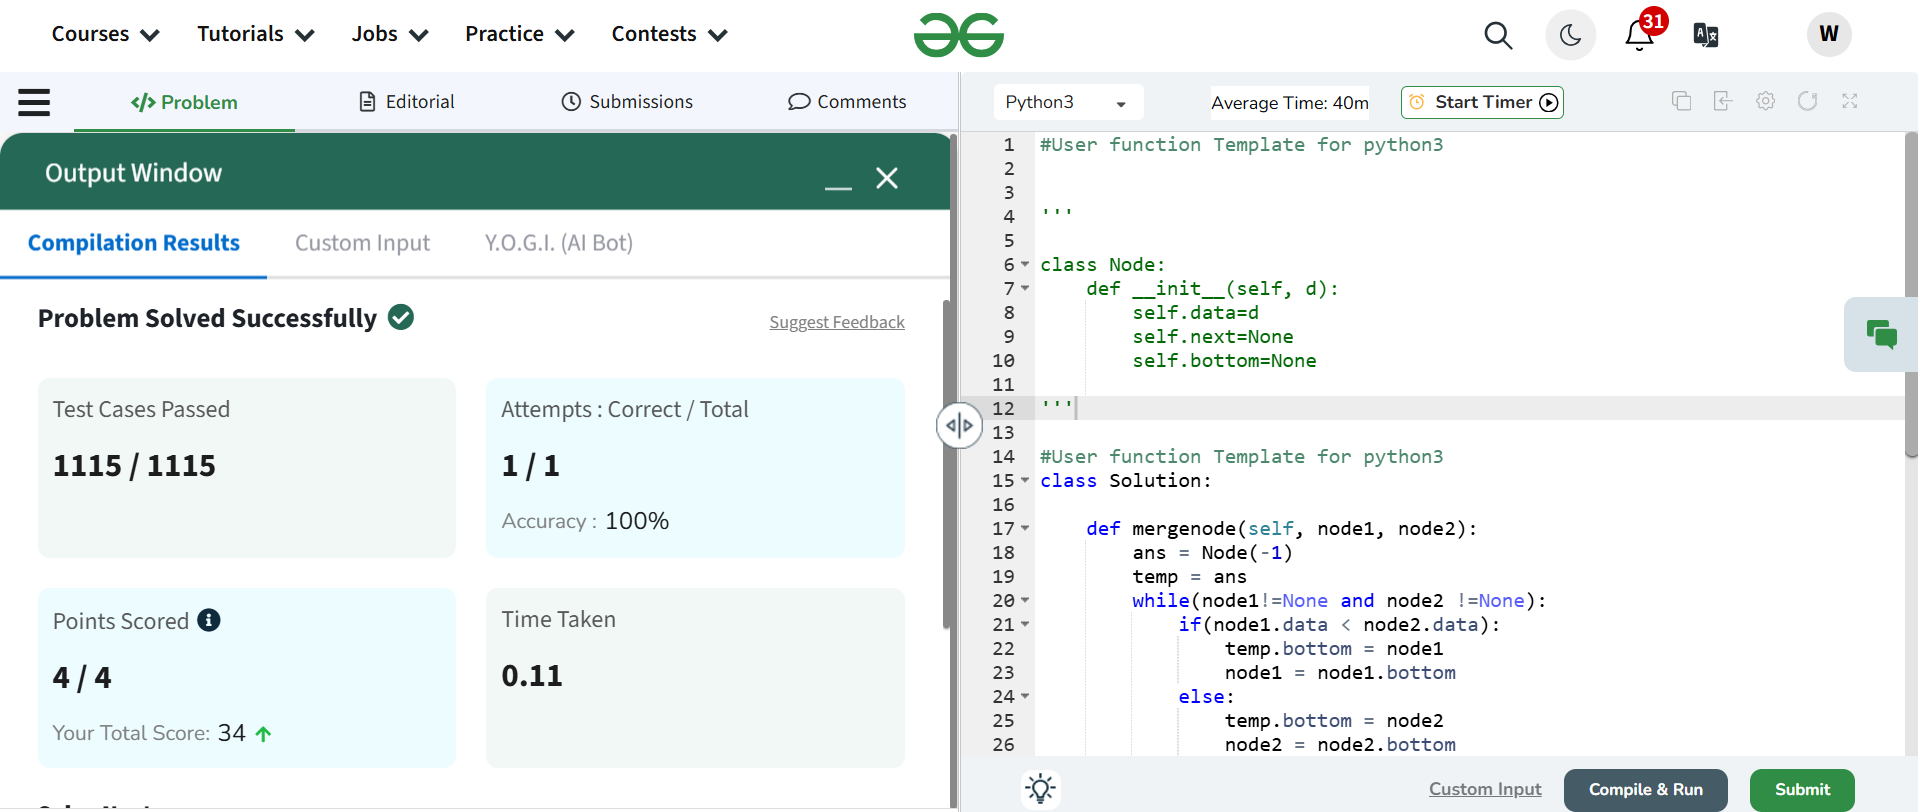 Courses Tutorials Jobs Practice Contests 31 W
Problem Editorial Submissions Comments
Output Window
Compilation Results Custom Input Y.O.G.I. (AI Bot)
Problem Solved Successfully
Suggest Feedback
Test Cases Passed
1115 / 1115
Attempts : Correct / Total
1 / 1
Accuracy : 100%
Points Scored
4 / 4
Your Total Score: 34
Time Taken
0.11
Python3 Average Time: 40m Start Timer
1 #User function Template for python3
2
3
4 '''
5
6 class Node:
7     def __init__(self, d):
8         self.data=d
9         self.next=None
10         self.bottom=None
11
12 '''
13
14 #User function Template for python3
15 class Solution:
16
17     def mergenode(self, node1, node2):
18         ans = Node(-1)
19         temp = ans
20         while(node1!=None and node2 !=None):
21             if(node1.data < node2.data):
22                 temp.bottom = node1
23                 node1 = node1.bottom
24             else:
25                 temp.bottom = node2
26                 node2 = node2.bottom
Custom Input Compile & Run Submit